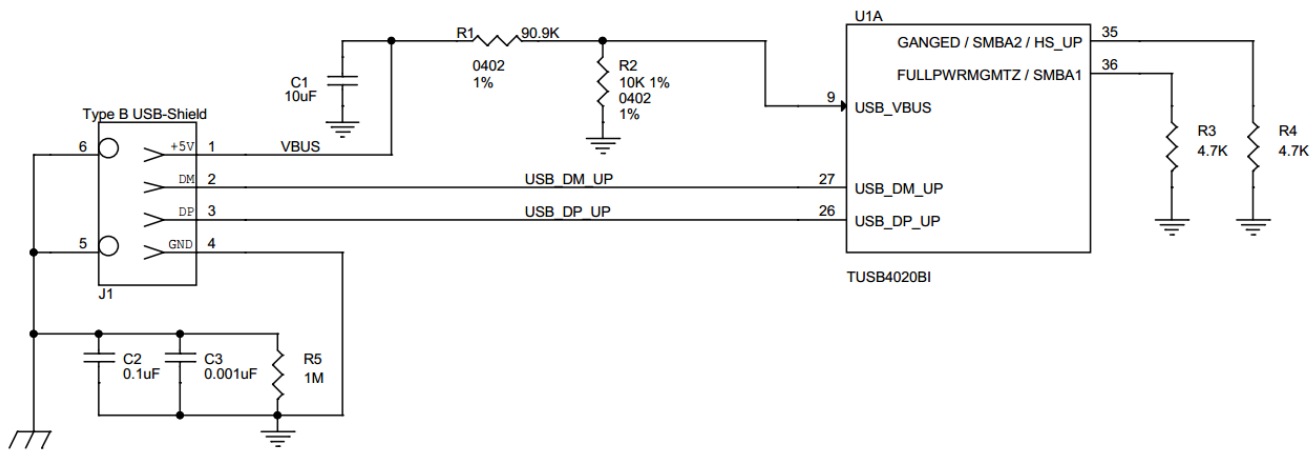 U1A
R1 90.9K
0402
1%
R2
10K 1%
0402
1%
C1
10uF
GANGED / SMBA2 / HS_UP
35
FULLPWRMGMTZ / SMBA1
36
9
USB_VBUS
R3
4.7K
R4
4.7K
Type B USB-Shield
6
+5V
1
VBUS
DM
2
USB_DM_UP
27
USB_DM_UP
DP
3
USB_DP_UP
26
USB_DP_UP
5
GND
4
J1
TUSB4020BI
C2
0.1uF
C3
0.001uF
R5
1M